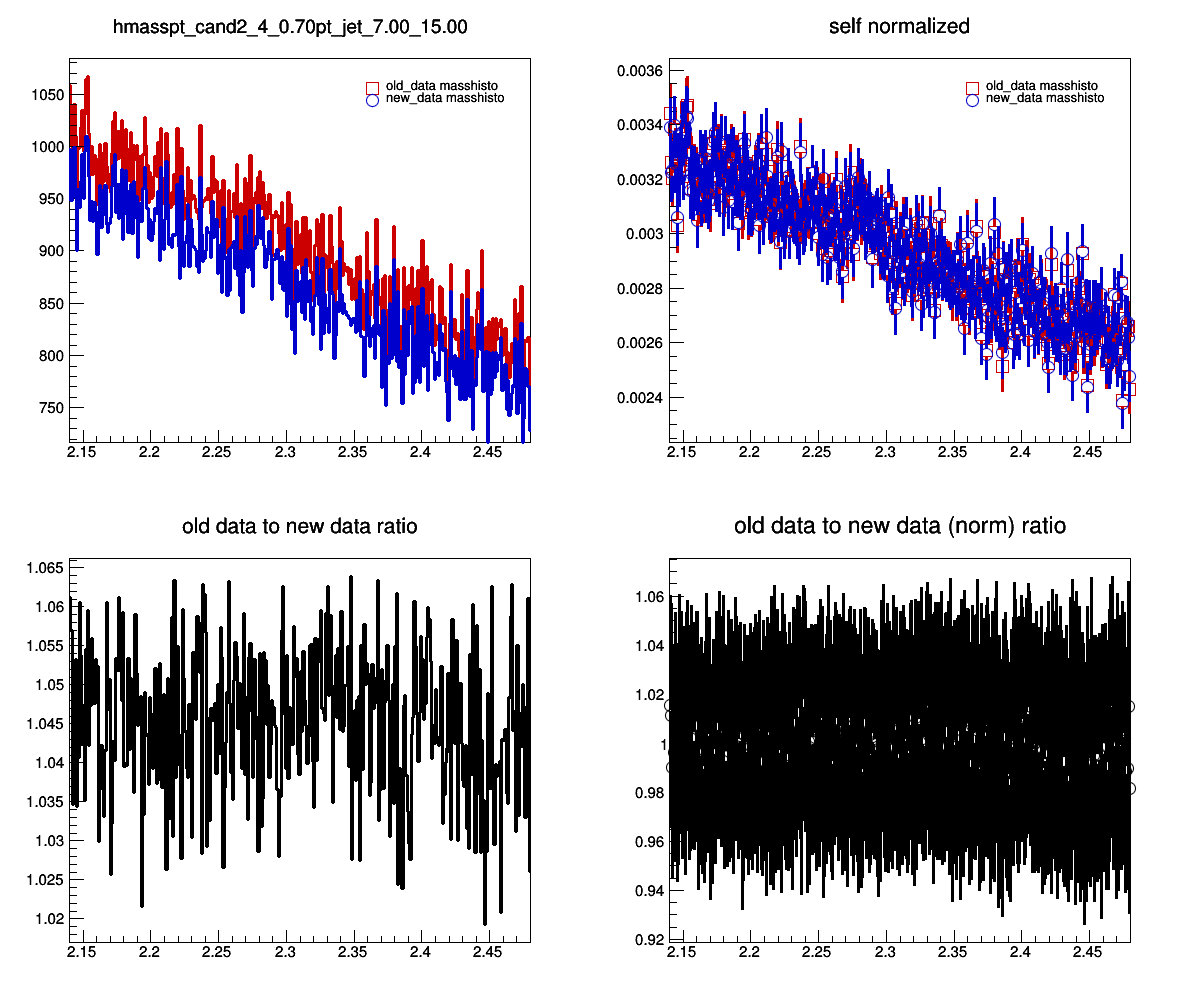 hmasspt_cand2_4_0.70pt_jet_7.00_15.00
old_data masshisto
new_data masshisto
1050
1000
950
900
850
800
750
2.15 2.2 2.25 2.3 2.35 2.4 2.45
self normalized
old_data masshisto
new_data masshisto
0.0036
0.0034
0.0032
0.003
0.0028
0.0026
0.0024
2.15 2.2 2.25 2.3 2.35 2.4 2.45
old data to new data ratio
1.065
1.06
1.055
1.05
1.045
1.04
1.035
1.03
1.025
1.02
2.15 2.2 2.25 2.3 2.35 2.4 2.45
old data to new data (norm) ratio
1.06
1.04
1.02
1
0.98
0.96
0.94
0.92
2.15 2.2 2.25 2.3 2.35 2.4 2.45